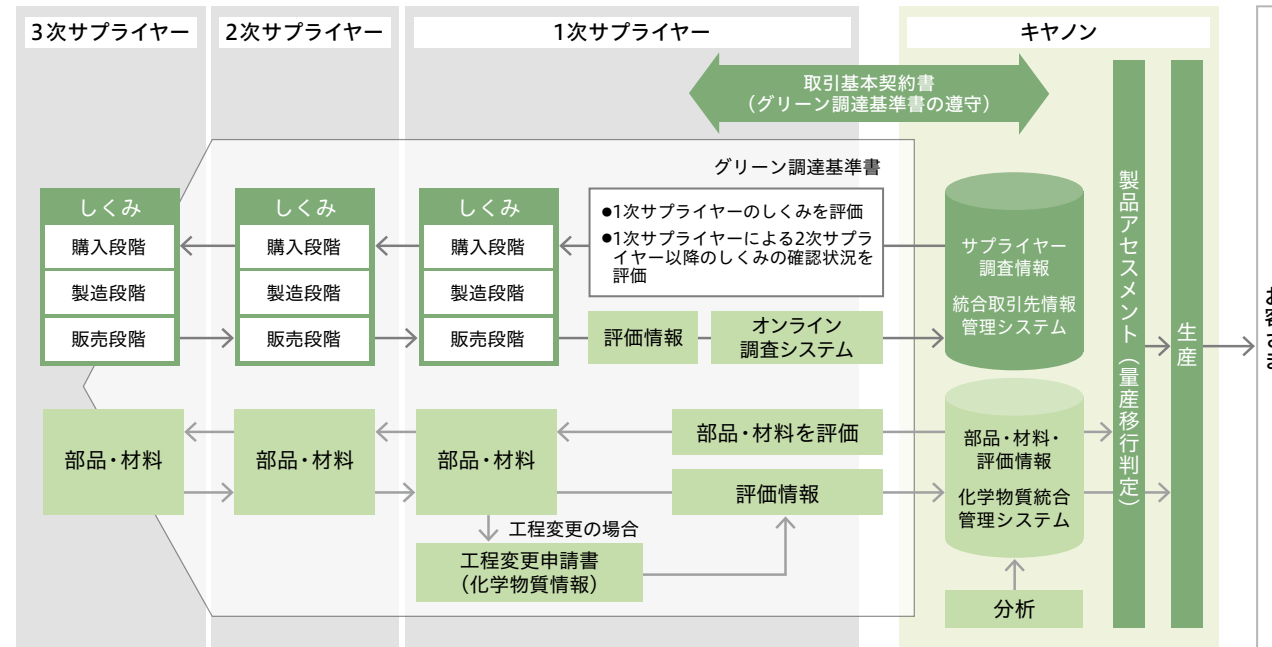 3次サプライヤー
2次サプライヤー
1次サプライヤー
キヤノン
取引基本契約書
（グリーン調達基準書の遵守）
グリーン調達基準書
しくみ
購入段階
製造段階
販売段階
しくみ
購入段階
製造段階
販売段階
しくみ
購入段階
製造段階
販売段階
●1次サプライヤーのしくみを評価
●1次サプライヤーによる2次サプラ
イヤー以降のしくみの確認状況を
評価
評価情報
オンライン
調査システム
サプライヤー
調査情報
統合取引先情報
管理システム
部品・材料
部品・材料
部品・材料
部品・材料を評価
評価情報
工程変更の場合
工程変更申請書
（化学物質情報）
部品・材料・
評価情報
化学物質統合
管理システム
分析
製品アセスメント（量産移行判定）
生産
お客さま